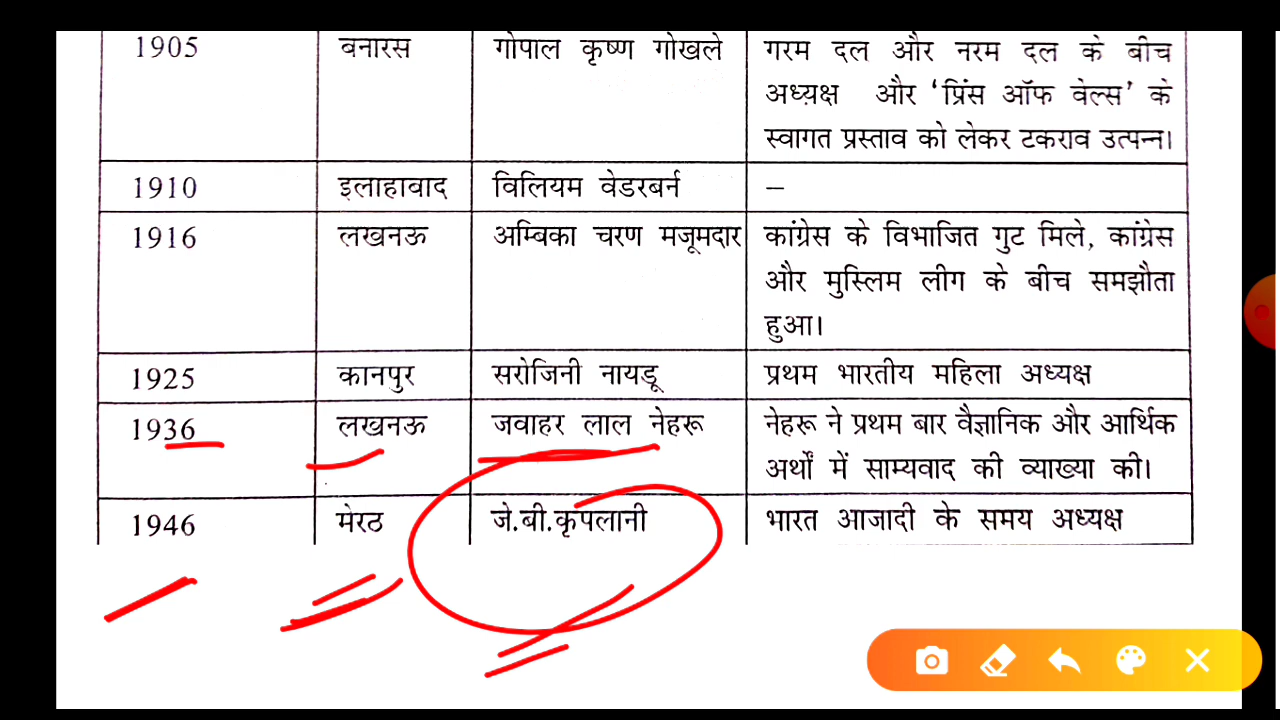 1905 बनारस गोपाल कृष्ण गोखले गरम दल और नरम दल के बीच
अध्यक्ष और ‘प्रिंस ऑफ वेल्स’ के
स्वागत प्रस्ताव को लेकर टकराव उत्पन्न।
1910 इलाहाबाद विलियम वेडरबर्न –
1916 लखनऊ अम्बिका चरण मजूमदार कांग्रेस के विभाजित गुट मिले, कांग्रेस
और मुस्लिम लीग के बीच समझौता
हुआ।
1925 कानपुर सरोजिनी नायडू प्रथम भारतीय महिला अध्यक्ष
1936 लखनऊ जवाहर लाल नेहरू नेहरू ने प्रथम बार वैज्ञानिक और आर्थिक
अर्थों में साम्यवाद की व्याख्या की।
1946 मेरठ जे.बी.कृपलानी भारत आजादी के समय अध्यक्ष